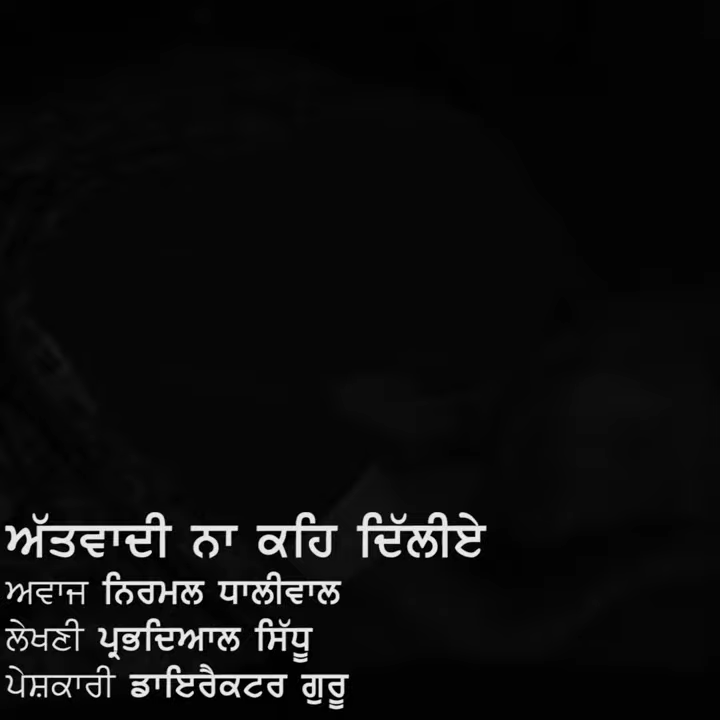 ਅੱਤਵਾਦੀ ਨਾ ਕਹਿ ਦਿੱਲੀਏ
ਅਵਾਜ ਨਿਰਮਲ ਧਾਲੀਵਾਲ
ਲੇਖਣੀ ਪ੍ਰਭਦਿਆਲ ਸਿੱਧੂ
ਪੇਸ਼ਕਾਰੀ ਡਾਇਰੈਕਟਰ ਗੁਰੂ